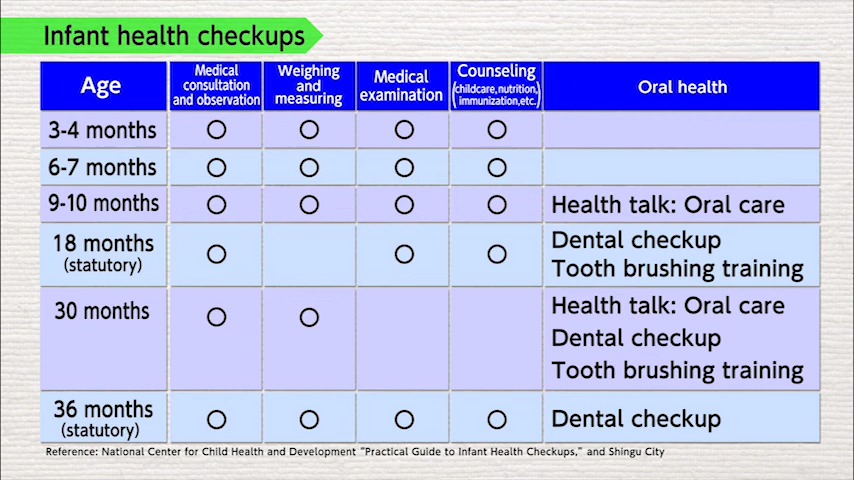 Infant health checkups
Age
Medical
consultation
and observation
Weighing
and
measuring
Medical
examination
Counseling
(childcare,nutrition,
immunization,etc.)
Oral health
3-4 months ○ ○ ○ ○
6-7 months ○ ○ ○ ○
9-10 months ○ ○ ○ ○ Health talk: Oral care
18 months
(statutory)
○ ○ ○
Dental checkup
Tooth brushing training
30 months
○ ○
Health talk: Oral care
Dental checkup
Tooth brushing training
36 months
(statutory)
○ ○ ○ ○
Dental checkup
Reference: National Center for Child Health and Development "Practical Guide to Infant Health Checkups," and Shingu City